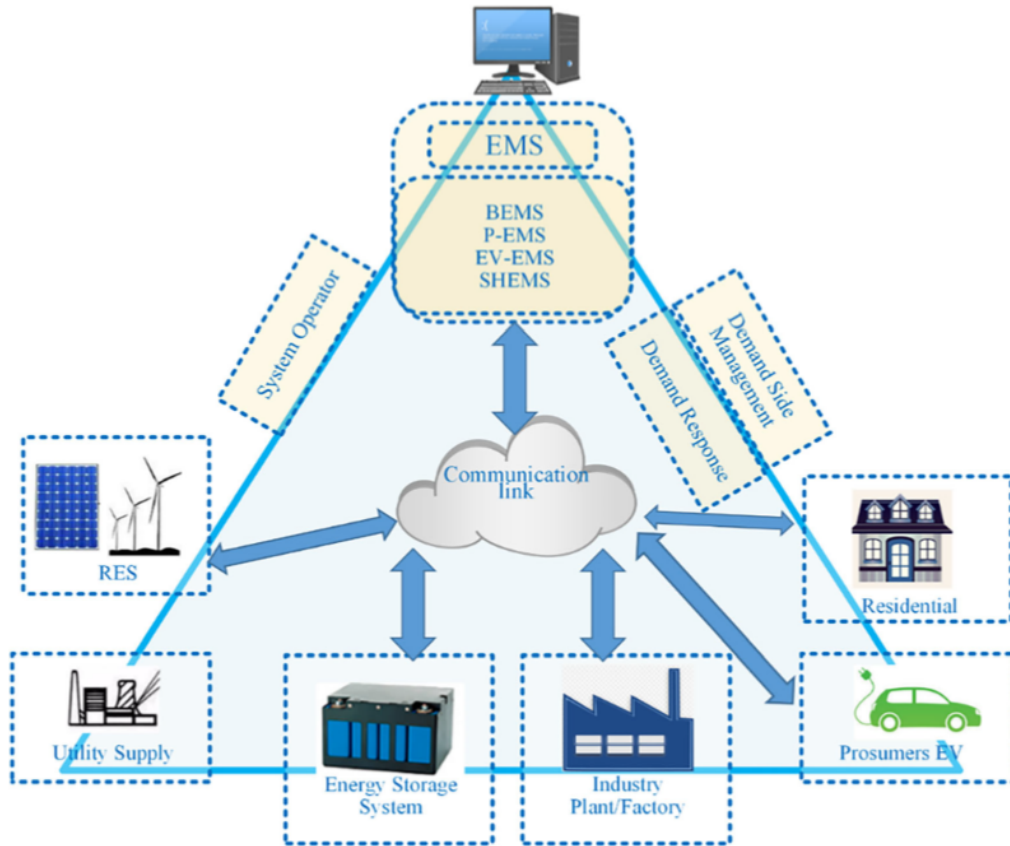 EMS
BEMS
P-EMS
EV-EMS
SHEMS
System Operator
Demand Side
Management
Demand Response
Communication
link
RES
Residential
Utility Supply
Energy Storage
System
Industry
Plant/Factory
Prosumers EV